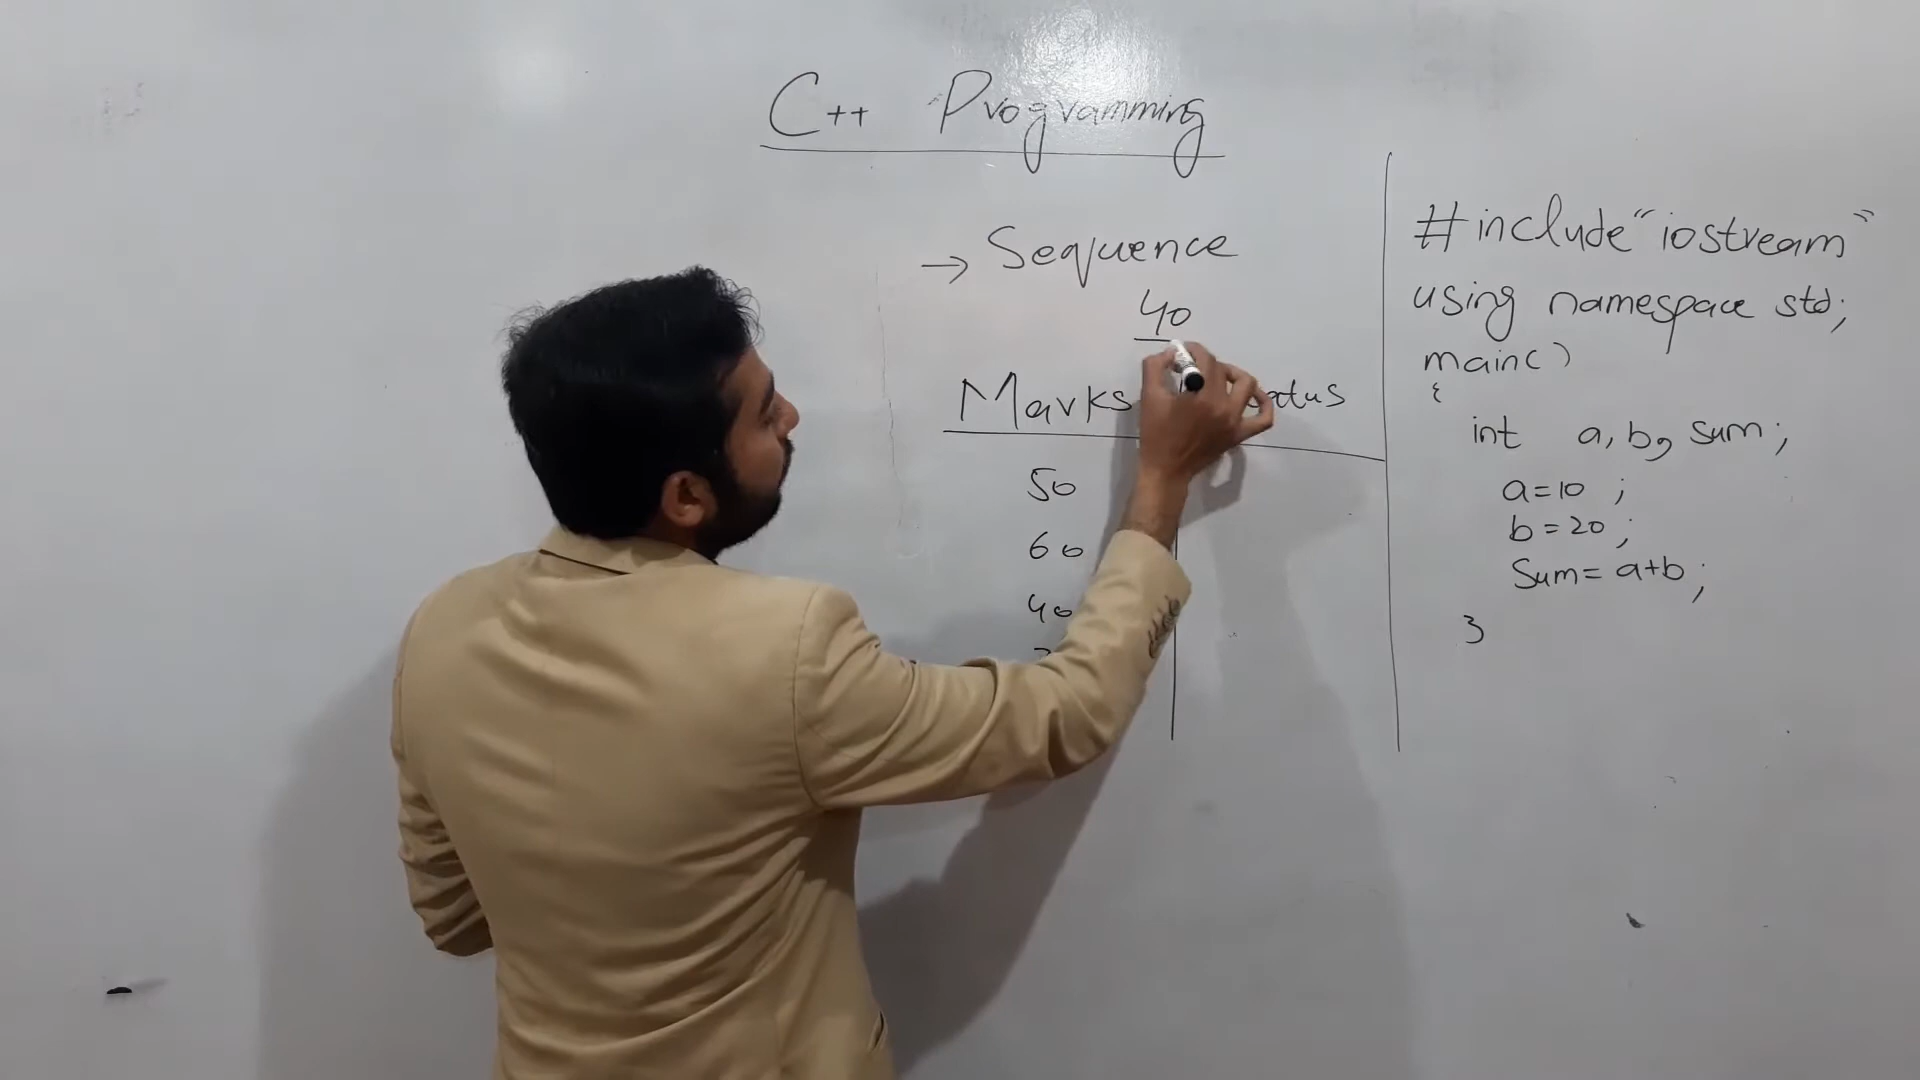 C++ Programming
→ Sequence
40
Marks
50
60
40
#include "iostream"
using namespace std;
main()
{
int a, b, sum;
a=10 ;
b=20 ;
Sum= a+b ;
}